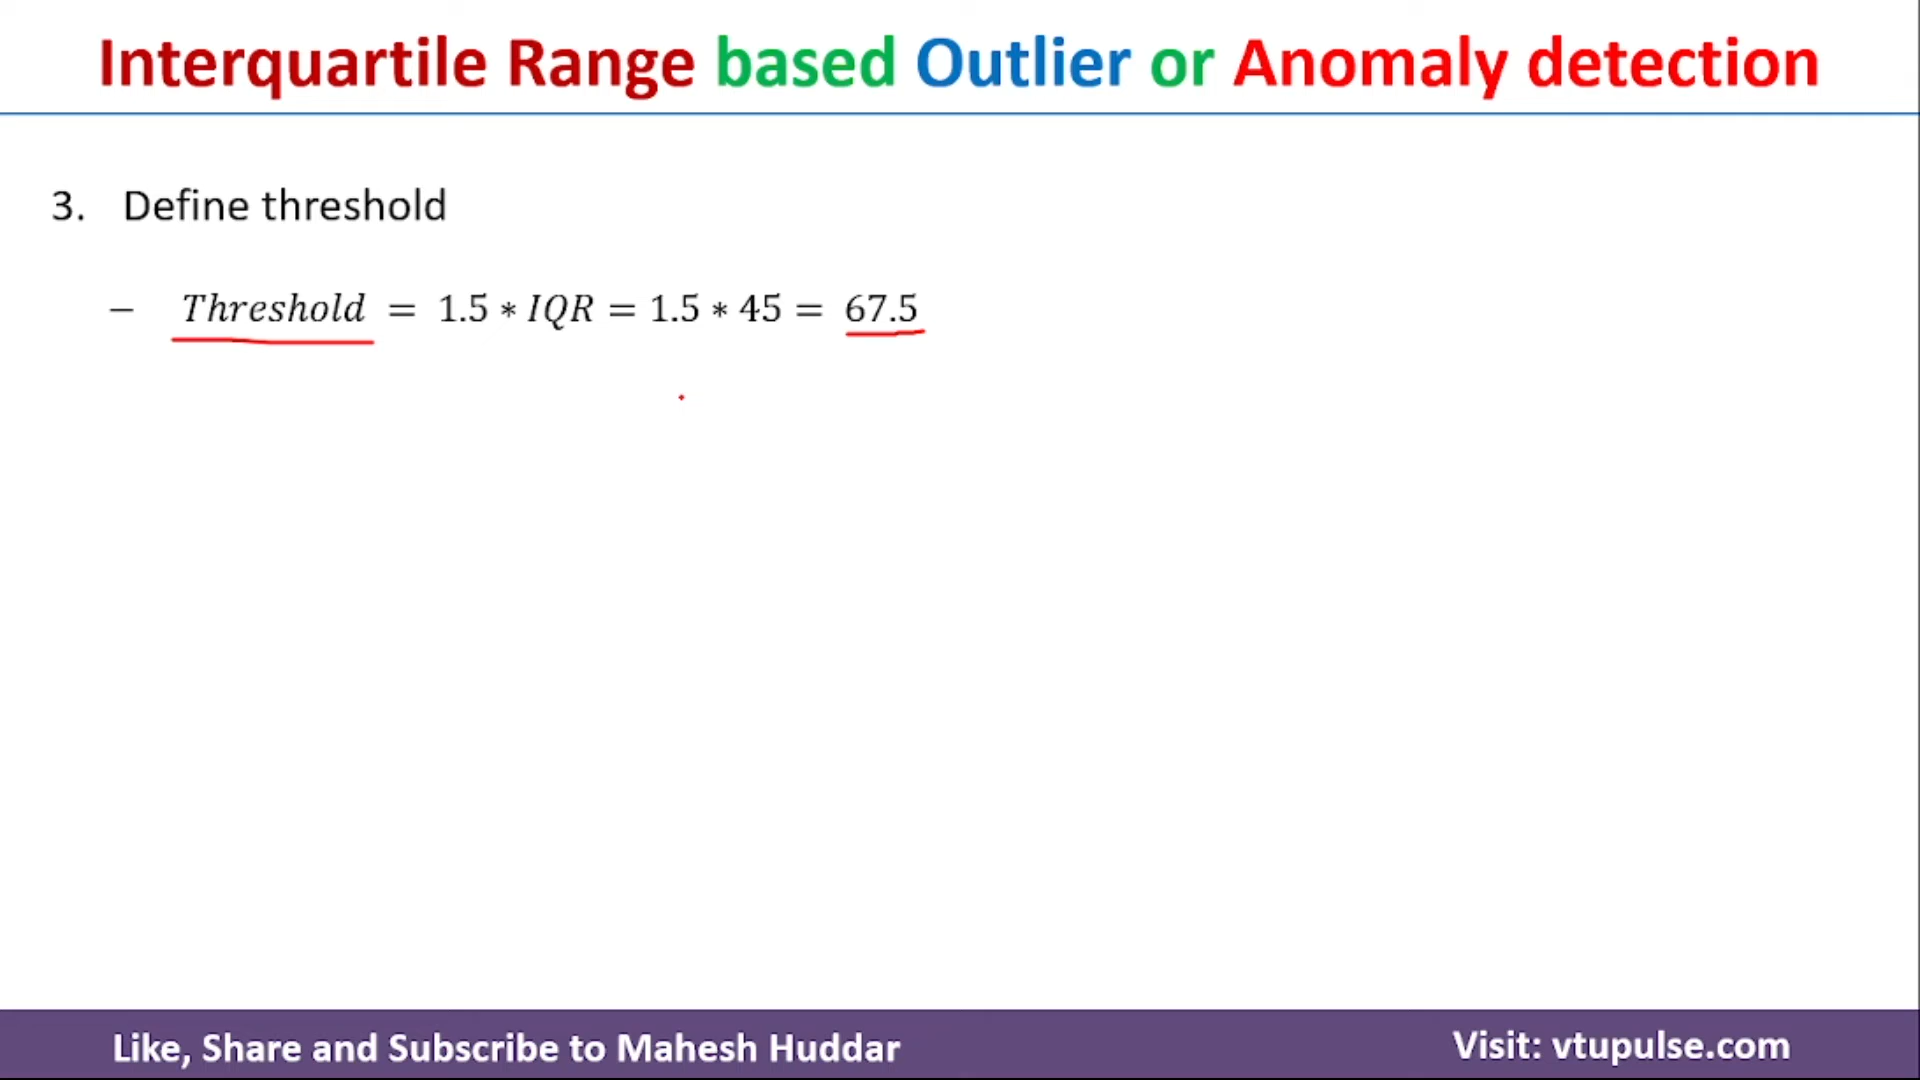 Interquartile Range based Outlier or Anomaly detection
3. Define threshold
– Threshold = 1.5 ∗ IQR = 1.5 ∗ 45 = 67.5
Like, Share and Subscribe to Mahesh Huddar
Visit: vtupulse.com